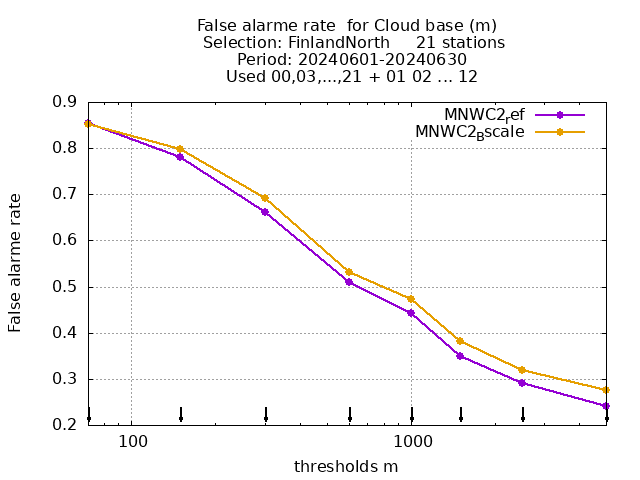 False alarme rate  for Cloud base (m)
Selection: FinlandNorth     21 stations
Period: 20240601-20240630
Used 00,03,...,21 + 01 02 ... 12
MNWC2ref
MNWC2Bscale
False alarme rate
0.9
0.8
0.7
0.6
0.5
0.4
0.3
0.2
100
1000
thresholds m